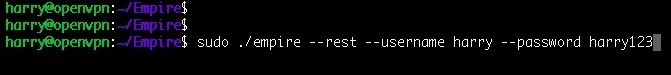 harry@openvpn:~/Empire$
harry@openvpn:~/Empire$
harry@openvpn:~/Empire$ sudo ./empire --rest --username harry --password harry123